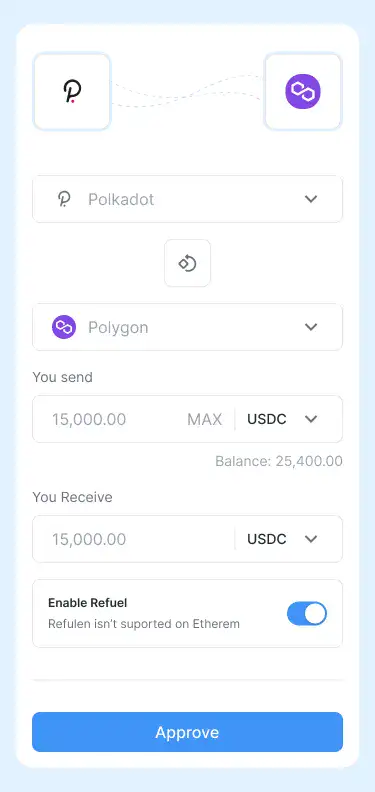 Polkadot
Polygon
You send
15,000.00 MAX USDC
Balance: 25,400.00
You Receive
15,000.00 USDC
Enable Refuel
Refulen isn't suported on Etherem
Approve